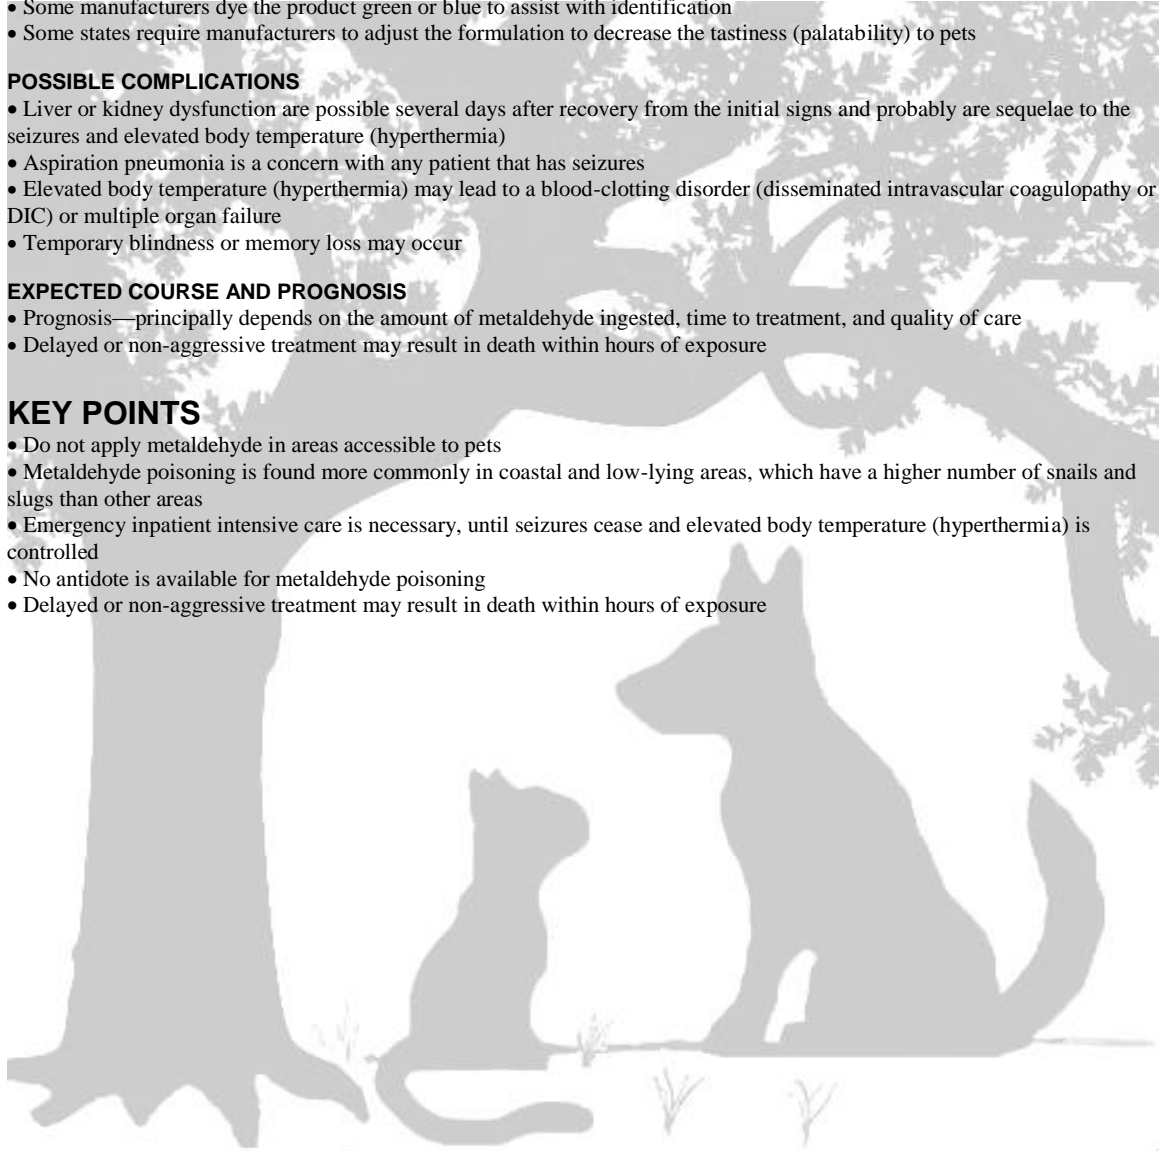 • Some manufacturers dye the product green or blue to assist with identification
• Some states require manufacturers to adjust the formulation to decrease the tastiness (palatability) to pets
POSSIBLE COMPLICATIONS
• Liver or kidney dysfunction are possible several days after recovery from the initial signs and probably are sequelae to the
seizures and elevated body temperature (hyperthermia)
• Aspiration pneumonia is a concern with any patient that has seizures
• Elevated body temperature (hyperthermia) may lead to a blood-clotting disorder (disseminated intravascular coagulopathy or
DIC) or multiple organ failure
• Temporary blindness or memory loss may occur
EXPECTED COURSE AND PROGNOSIS
• Prognosis—principally depends on the amount of metaldehyde ingested, time to treatment, and quality of care
• Delayed or non-aggressive treatment may result in death within hours of exposure
KEY POINTS
• Do not apply metaldehyde in areas accessible to pets
• Metaldehyde poisoning is found more commonly in coastal and low-lying areas, which have a higher number of snails and
slugs than other areas
• Emergency inpatient intensive care is necessary, until seizures cease and elevated body temperature (hyperthermia) is
controlled
• No antidote is available for metaldehyde poisoning
• Delayed or non-aggressive treatment may result in death within hours of exposure